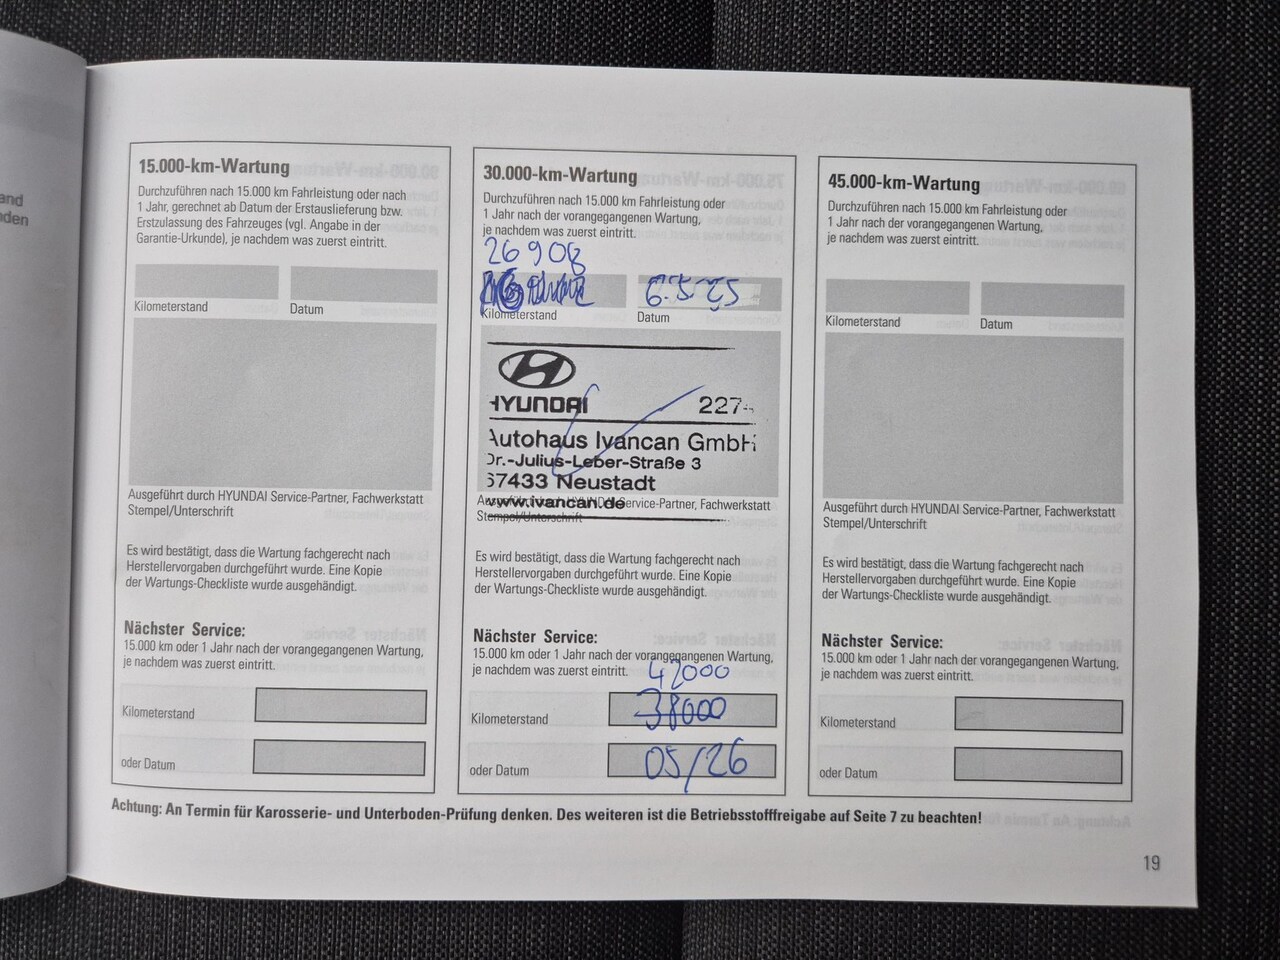 and
nden
15.000-km-Wartung
Durchzuführen nach 15.000 km Fahrleistung oder nach
1 Jahr, gerechnet ab Datum der Erstauslieferung bzw.
Erstzulassung des Fahrzeuges (vgl. Angabe in der
Garantie-Urkunde), je nachdem was zuerst eintritt.
Kilometerstand
Datum
Ausgeführt durch HYUNDAI Service-Partner, Fachwerkstatt
Stempel/Unterschrift
Es wird bestätigt, dass die Wartung fachgerecht nach
Herstellervorgaben durchgeführt wurde. Eine Kopie
der Wartungs-Checkliste wurde ausgehändigt.
Nächster Service:
15.000 km oder 1 Jahr nach der vorangegangenen Wartung,
je nachdem was zuerst eintritt.
Kilometerstand
oder Datum
30.000-km-Wartung
Durchzuführen nach 15.000 km Fahrleistung oder
1 Jahr nach der vorangegangenen Wartung,
je nachdem was zuerst eintritt.
26908
6.5.25
Kilometerstand
Datum
HYUNDAI 227
Autohaus Ivancan GmbH
Dr.-Julius-Leber-Straße 3
67433 Neustadt
www.ivancan.de
Ausgeführt durch HYUNDAI Service-Partner, Fachwerkstatt
Stempel/Unterschrift
Es wird bestätigt, dass die Wartung fachgerecht nach
Herstellervorgaben durchgeführt wurde. Eine Kopie
der Wartungs-Checkliste wurde ausgehändigt.
Nächster Service:
15.000 km oder 1 Jahr nach der vorangegangenen Wartung,
je nachdem was zuerst eintritt.
42000
Kilometerstand
38000
oder Datum
05/26
45.000-km-Wartung
Durchzuführen nach 15.000 km Fahrleistung oder
1 Jahr nach der vorangegangenen Wartung,
je nachdem was zuerst eintritt.
Kilometerstand
Datum
Ausgeführt durch HYUNDAI Service-Partner, Fachwerkstatt
Stempel/Unterschrift
Es wird bestätigt, dass die Wartung fachgerecht nach
Herstellervorgaben durchgeführt wurde. Eine Kopie
der Wartungs-Checkliste wurde ausgehändigt.
Nächster Service:
15.000 km oder 1 Jahr nach der vorangegangenen Wartung,
je nachdem was zuerst eintritt.
Kilometerstand
oder Datum
Achtung: An Termin für Karosserie- und Unterboden-Prüfung denken. Des weiteren ist die Betriebsstofffreigabe auf Seite 7 zu beachten!
19